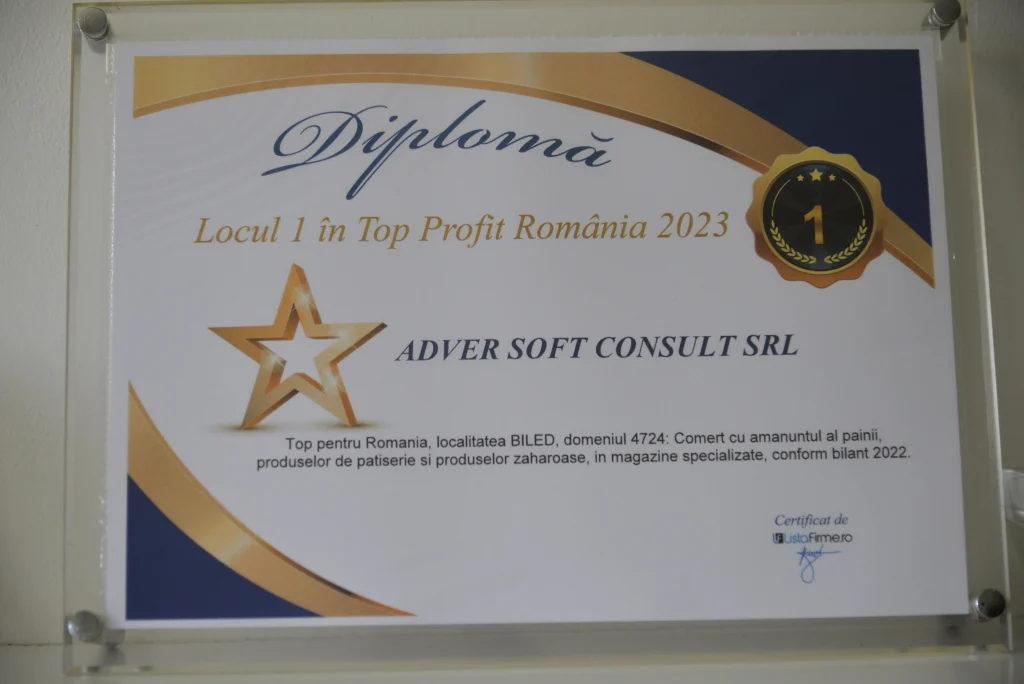 Diplomă
Locul 1 în Top Profit România 2023
1
ADVER SOFT CONSULT SRL
Top pentru Romania, localitatea BILED, domeniul 4724: Comert cu amanuntul al painii,
produselor de patiserie si produselor zaharoase, in magazine specializate, conform bilant 2022.
Certificat de
LF ListaFirme.ro